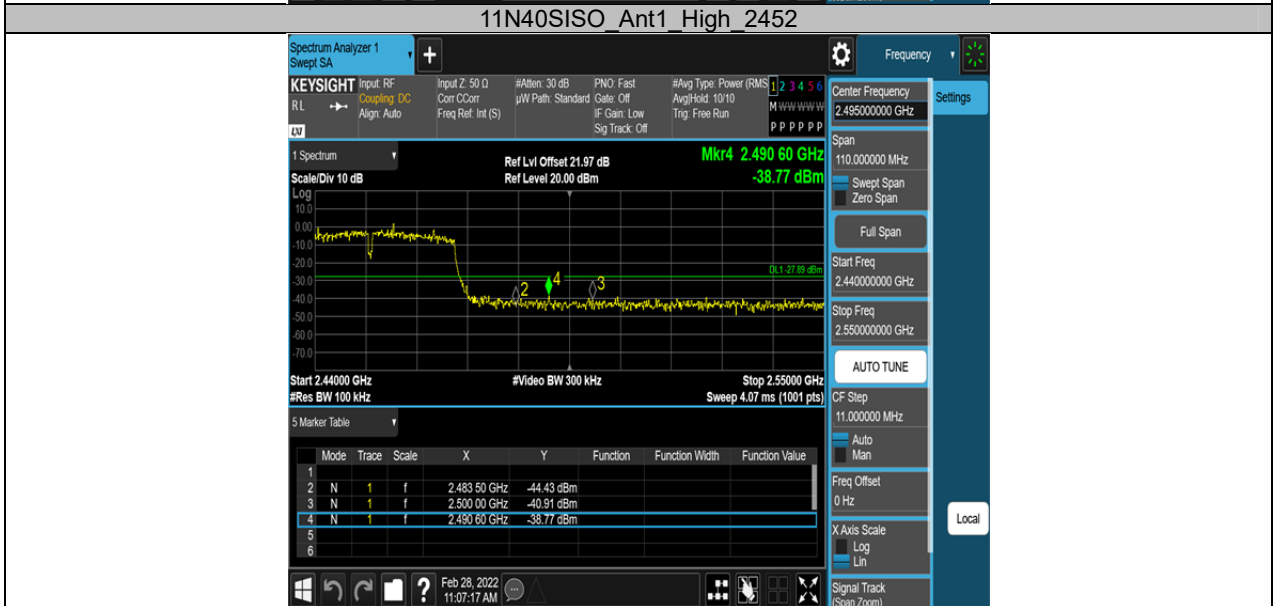 11N40SISO_Ant1_High_2452
Spectrum Analyzer 1
Swept SA
Frequency
KEYSIGHT
RL
LXI
Input: RF
Coupling: DC
Align: Auto
Input Z: 50 Ω
Corr CCorr
Freq Ref: Int (S)
#Atten: 30 dB
µW Path: Standard
PNO: Fast
Gate: Off
IF Gain: Low
Sig Track: Off
#Avg Type: Power (RMS
Avg|Hold: 10/10
Trig: Free Run
1 2 3 4 5 6
M W W W W W
P P P P P P
1 Spectrum
Scale/Div 10 dB
Ref Lvl Offset 21.97 dB
Ref Level 20.00 dBm
Mkr4 2.490 60 GHz
-38.77 dBm
Log
10.0
0.00
-10.0
-20.0
-30.0
-40.0
-50.0
-60.0
-70.0
DL1 -27.89 dBm
2
4
3
Start 2.44000 GHz
#Res BW 100 kHz
#Video BW 300 kHz
Stop 2.55000 GHz
Sweep 4.07 ms (1001 pts)
5 Marker Table
Mode Trace Scale X Y Function Function Width Function Value
1
2 N 1 f 2.483 50 GHz -44.43 dBm
3 N 1 f 2.500 00 GHz -40.91 dBm
4 N 1 f 2.490 60 GHz -38.77 dBm
5
6
Feb 28, 2022
11:07:17 AM
Center Frequency
2.495000000 GHz
Span
110.000000 MHz
Swept Span
Zero Span
Full Span
Start Freq
2.440000000 GHz
Stop Freq
2.550000000 GHz
AUTO TUNE
CF Step
11.000000 MHz
Auto
Man
Freq Offset
0 Hz
X Axis Scale
Log
Lin
Signal Track
(Span Zoom)
Settings
Local